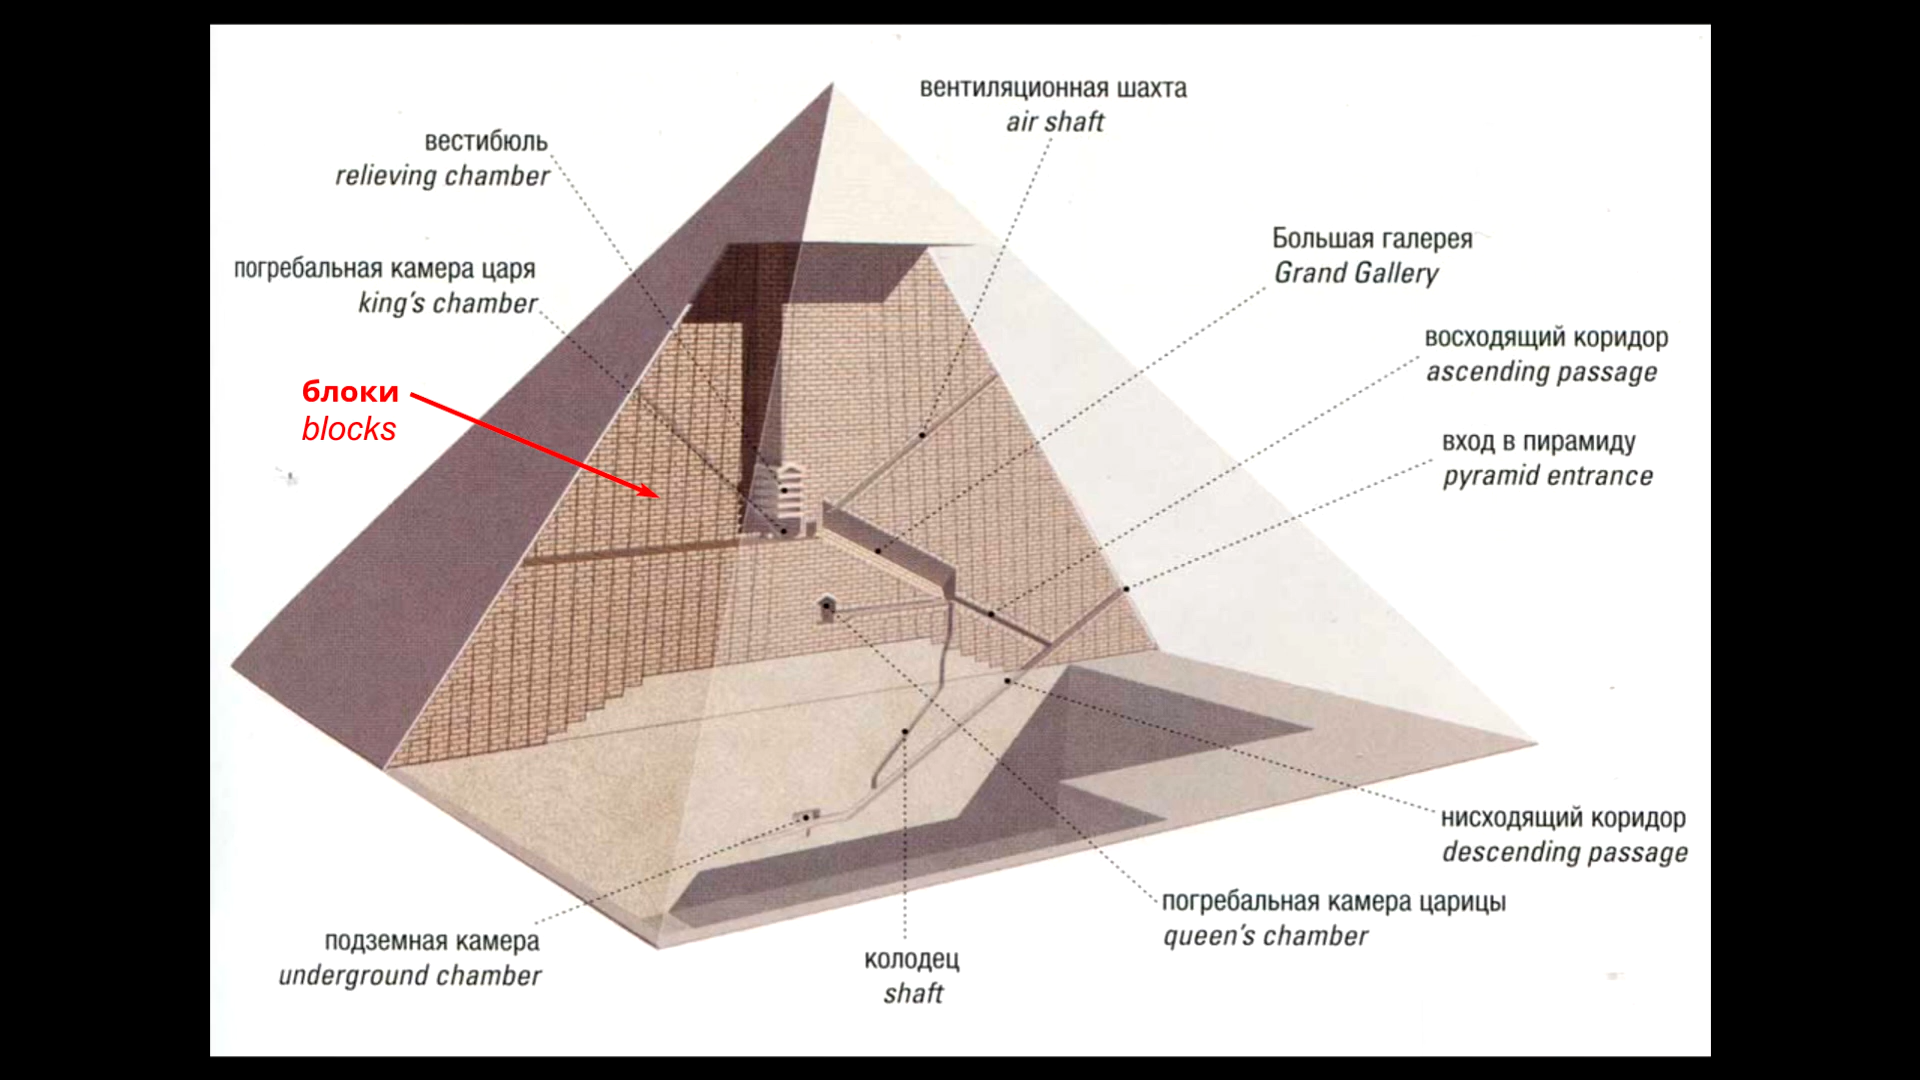 вентиляционная шахта
air shaft
вестибюль
relieving chamber
Большая галерея
Grand Gallery
погребальная камера царя
king's chamber
восходящий коридор
ascending passage
блоки
blocks
вход в пирамиду
pyramid entrance
нисходящий коридор
descending passage
погребальная камера царицы
queen's chamber
подземная камера
underground chamber
колодец
shaft